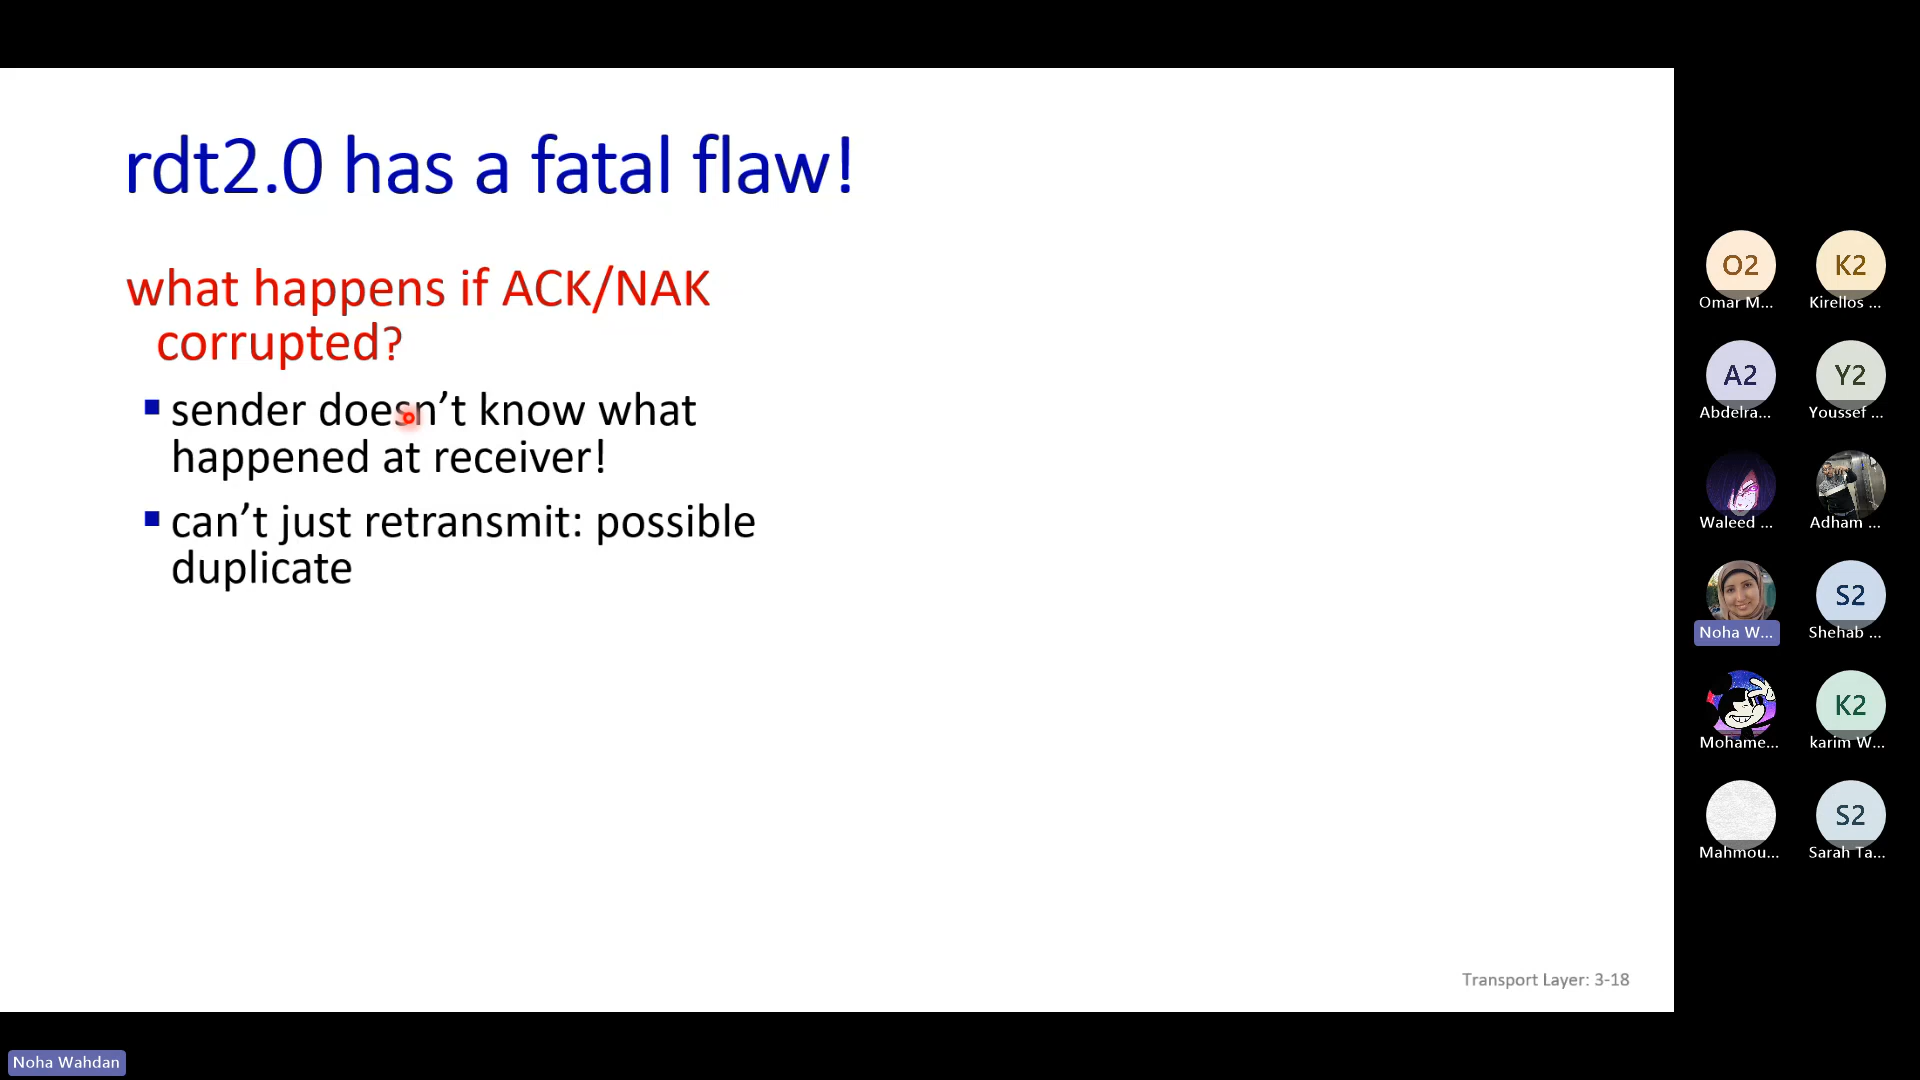 rdt2.0 has a fatal flaw!
what happens if ACK/NAK
corrupted?
sender doesn’t know what
happened at receiver!
can’t just retransmit: possible
duplicate
Transport Layer: 3-18
O2
K2
Omar M...
Kirellos ...
A2
Y2
Abdelra...
Youssef ...
Waleed ...
Adham ...
S2
Noha W...
Shehab ...
K2
Mohame...
karim W...
S2
Mahmou...
Sarah Ta...
Noha Wahdan